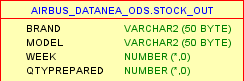 AIRBUS_DATANEA_ODS.STOCK_OUT
BRAND VARCHAR2 (50 BYTE)
MODEL VARCHAR2 (50 BYTE)
WEEK NUMBER (*,0)
QTYPREPARED NUMBER (*,0)